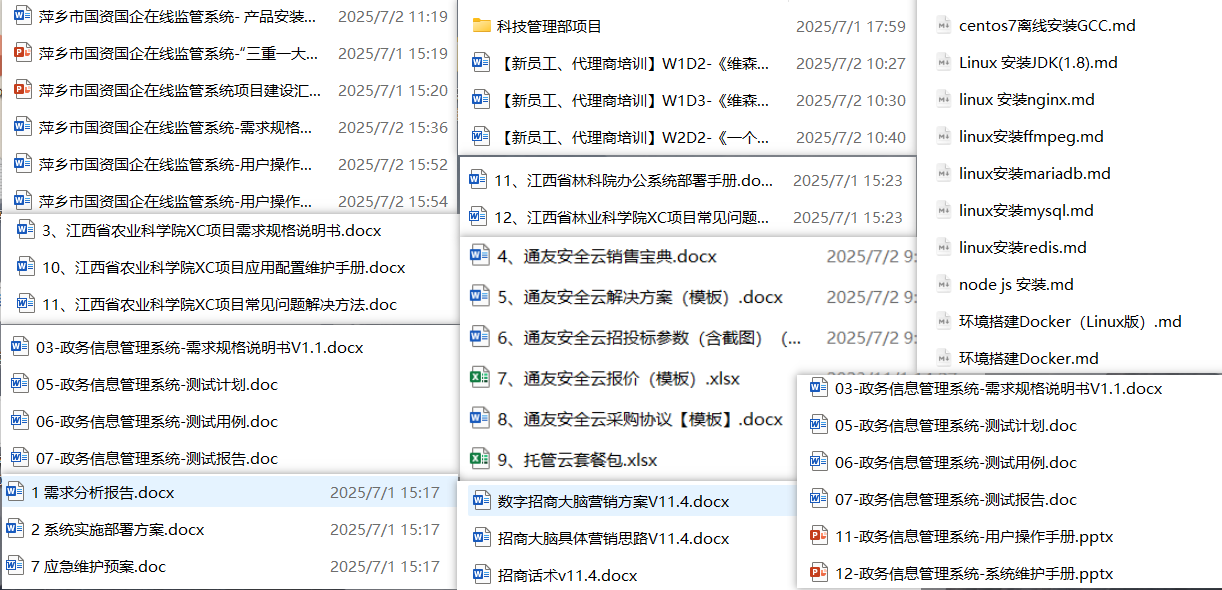 萍乡市国资国企在线监管系统- 产品安装... 2025/7/2 11:19
萍乡市国资国企在线监管系统-“三重一大... 2025/7/1 15:19
萍乡市国资国企在线监管系统项目建设汇... 2025/7/1 15:20
萍乡市国资国企在线监管系统-需求规格... 2025/7/2 15:36
萍乡市国资国企在线监管系统-用户操作... 2025/7/2 15:52
萍乡市国资国企在线监管系统-用户操作... 2025/7/2 15:54
3、江西省农业科学院XC项目需求规格说明书.docx
10、江西省农业科学院XC项目应用配置维护手册.docx
11、江西省农业科学院XC项目常见问题解决方法.doc
03-政务信息管理系统-需求规格说明书V1.1.docx
05-政务信息管理系统-测试计划.doc
06-政务信息管理系统-测试用例.doc
07-政务信息管理系统-测试报告.doc
1 需求分析报告.docx 2025/7/1 15:17
2 系统实施部署方案.docx 2025/7/1 15:17
7 应急维护预案.doc 2025/7/1 15:17
科技管理部项目 2025/7/1 17:59
【新员工、代理商培训】W1D2-《维森... 2025/7/2 10:27
【新员工、代理商培训】W1D3-《维森... 2025/7/2 10:30
【新员工、代理商培训】W2D2-《一个... 2025/7/2 10:40
11、江西省林科院办公系统部署手册.do... 2025/7/1 15:23
12、江西省林业科学院XC项目常见问题... 2025/7/1 15:23
4、通友安全云销售宝典.docx 2025/7/2 9:
5、通友安全云解决方案（模板）.docx 2025/7/2 9:
6、通友安全云招投标参数（含截图）（... 2025/7/2 9:
7、通友安全云报价（模板）.xlsx
8、通友安全云采购协议【模板】.docx
9、托管云套餐包.xlsx
数字招商大脑营销方案V11.4.docx
招商大脑具体营销思路V11.4.docx
招商话术v11.4.docx
centos7离线安装GCC.md
Linux 安装JDK(1.8).md
linux 安装nginx.md
linux安装ffmpeg.md
linux安装mariadb.md
linux安装mysql.md
linux安装redis.md
node js 安装.md
环境搭建Docker（Linux版）.md
环境搭建Docker.md
03-政务信息管理系统-需求规格说明书V1.1.docx
05-政务信息管理系统-测试计划.doc
06-政务信息管理系统-测试用例.doc
07-政务信息管理系统-测试报告.doc
11-政务信息管理系统-用户操作手册.pptx
12-政务信息管理系统-系统维护手册.pptx